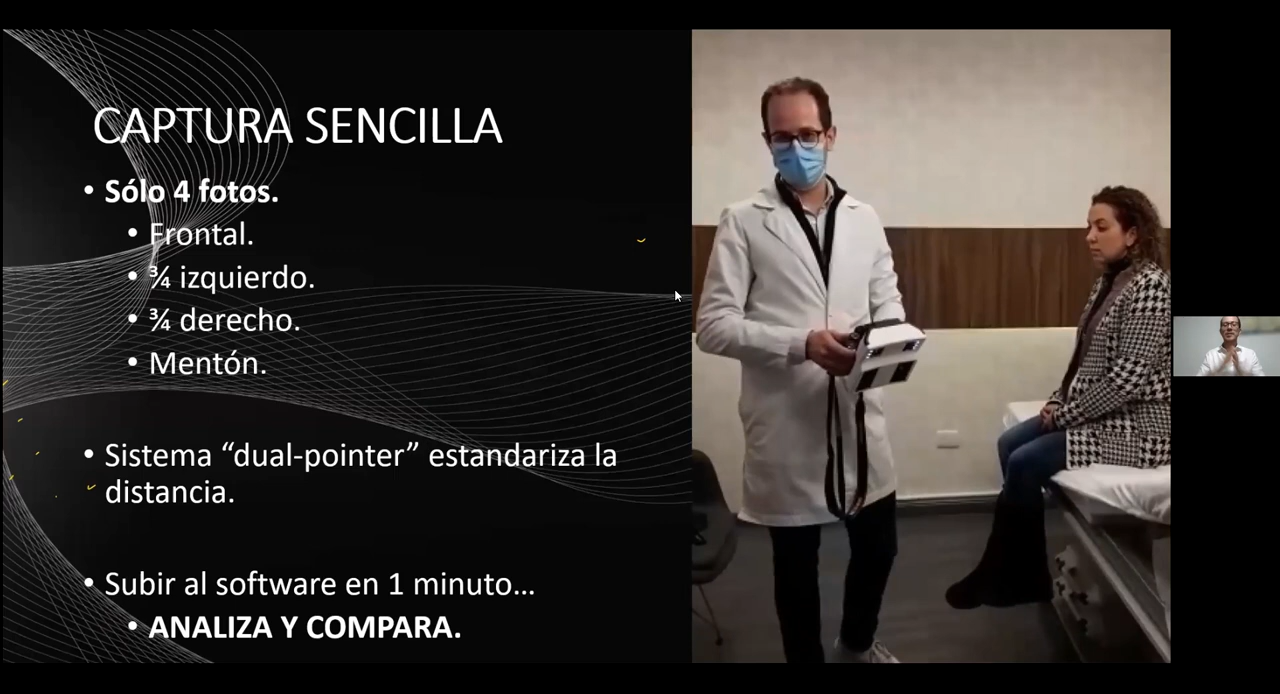 CAPTURA SENCILLA
• Sólo 4 fotos.
• Frontal.
• ¾ izquierdo.
• ¾ derecho.
• Mentón.
• Sistema “dual-pointer” estandariza la
distancia.
• Subir al software en 1 minuto…
• ANALIZA Y COMPARA.